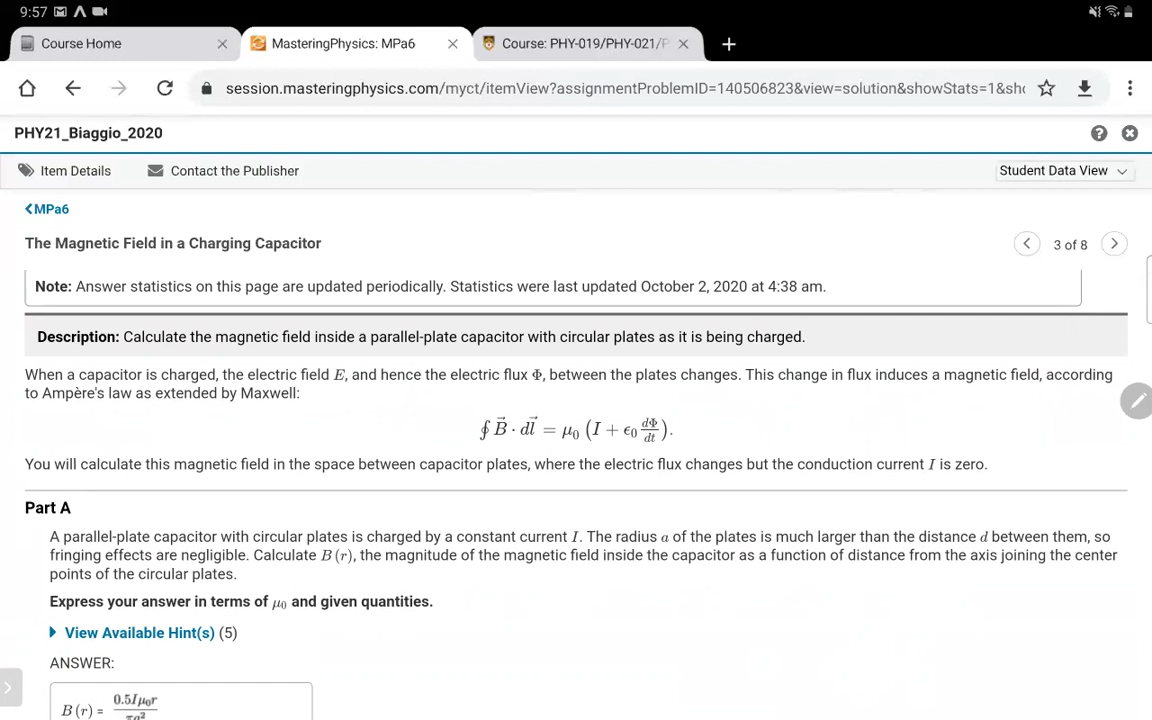 9:57
Course Home
MasteringPhysics: MPa6
Course: PHY-019/PHY-021/P
session.masteringphysics.com/myct/itemView?assignmentProblemID=140506823&view=solution&showStats=1&sho
PHY21_Biaggio_2020
Item Details
Contact the Publisher
Student Data View
MPa6
The Magnetic Field in a Charging Capacitor
3 of 8
Note: Answer statistics on this page are updated periodically. Statistics were last updated October 2, 2020 at 4:38 am.
Description: Calculate the magnetic field inside a parallel-plate capacitor with circular plates as it is being charged.
When a capacitor is charged, the electric field E, and hence the electric flux Φ, between the plates changes. This change in flux induces a magnetic field, according
to Ampère's law as extended by Maxwell:
∮ B⃗ · dl⃗ = μ₀ (I + ϵ₀ dΦ/dt).
You will calculate this magnetic field in the space between capacitor plates, where the electric flux changes but the conduction current I is zero.
Part A
A parallel-plate capacitor with circular plates is charged by a constant current I. The radius a of the plates is much larger than the distance d between them, so
fringing effects are negligible. Calculate B (r), the magnitude of the magnetic field inside the capacitor as a function of distance from the axis joining the center
points of the circular plates.
Express your answer in terms of μ₀ and given quantities.
View Available Hint(s) (5)
ANSWER:
B (r) = 0.5Iμ₀r/πa²